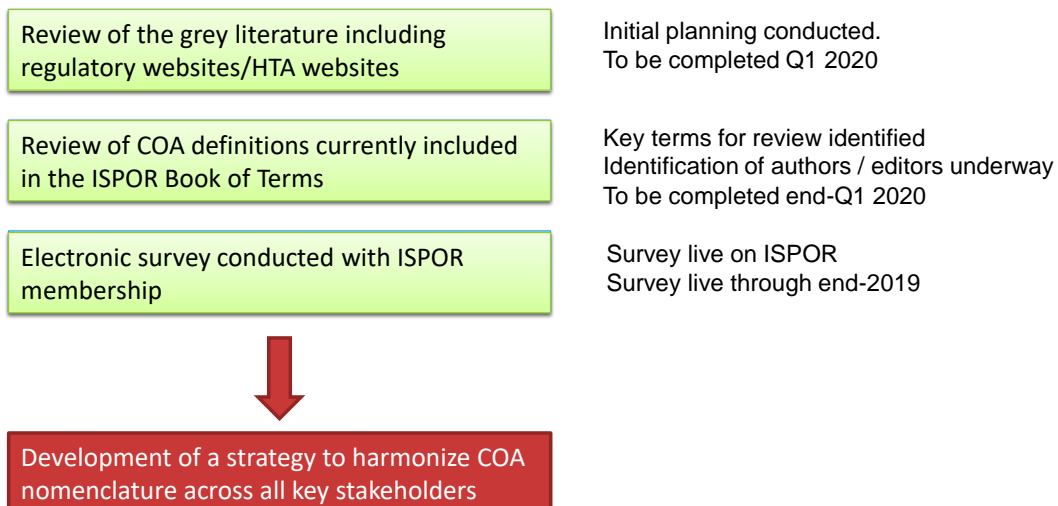 Review of the grey literature including
regulatory websites/HTA websites
Initial planning conducted.
To be completed Q1 2020
Review of COA definitions currently included
in the ISPOR Book of Terms
Key terms for review identified
Identification of authors / editors underway
To be completed end-Q1 2020
Electronic survey conducted with ISPOR
membership
Survey live on ISPOR
Survey live through end-2019
Development of a strategy to harmonize COA
nomenclature across all key stakeholders